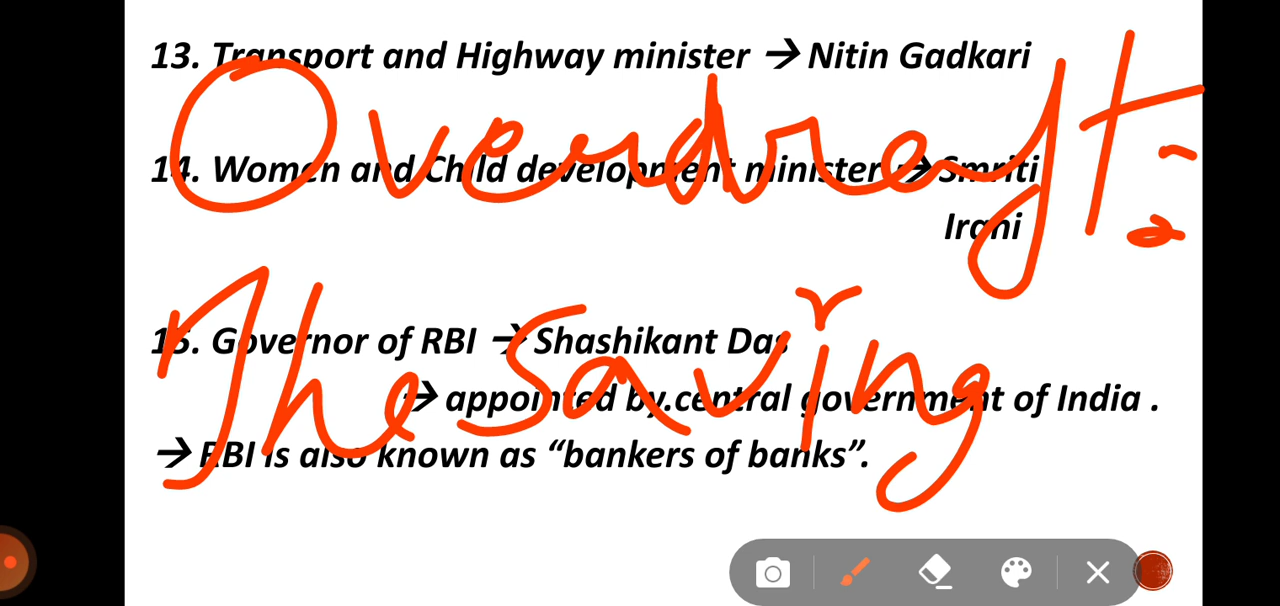 13. Transport and Highway minister → Nitin Gadkari
Overdraft:-
14. Women and Child development minister → Smriti
Irani
→
The Saving
15. Governor of RBI → Shashikant Das
→ appointed by.central government of India .
→ RBI is also known as “bankers of banks”.